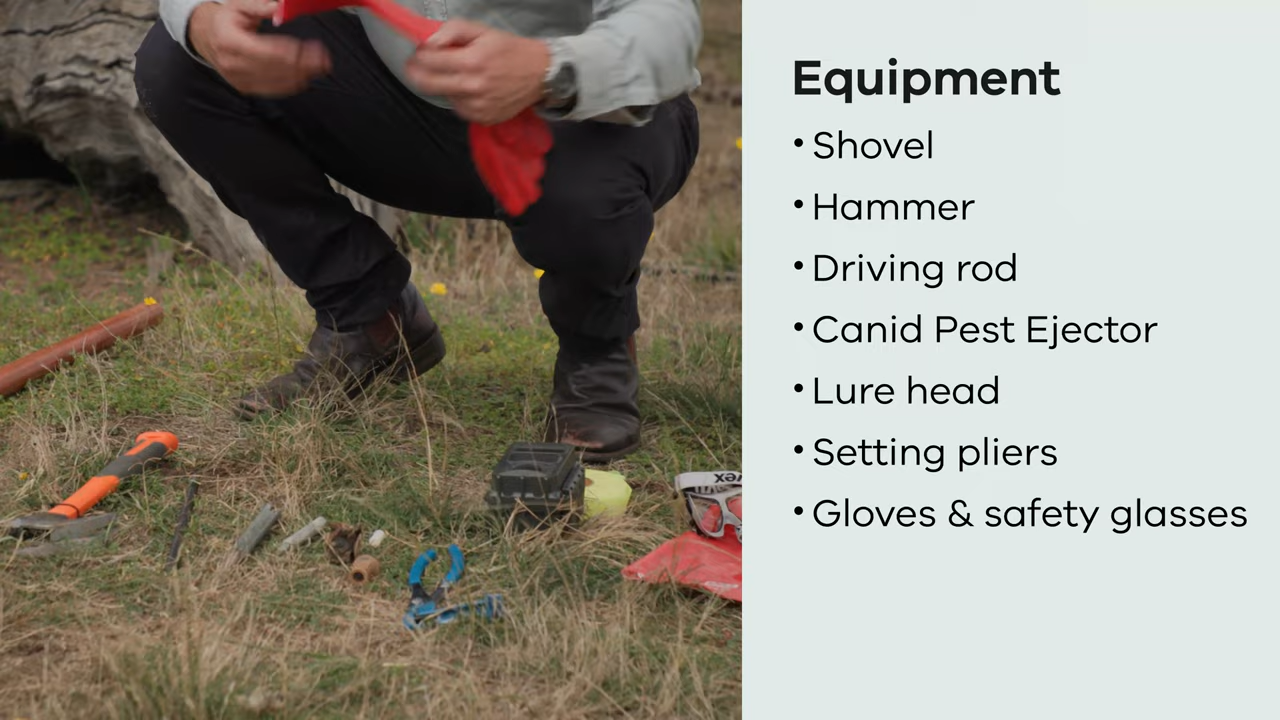 Equipment
• Shovel
• Hammer
• Driving rod
• Canid Pest Ejector
• Lure head
• Setting pliers
• Gloves & safety glasses